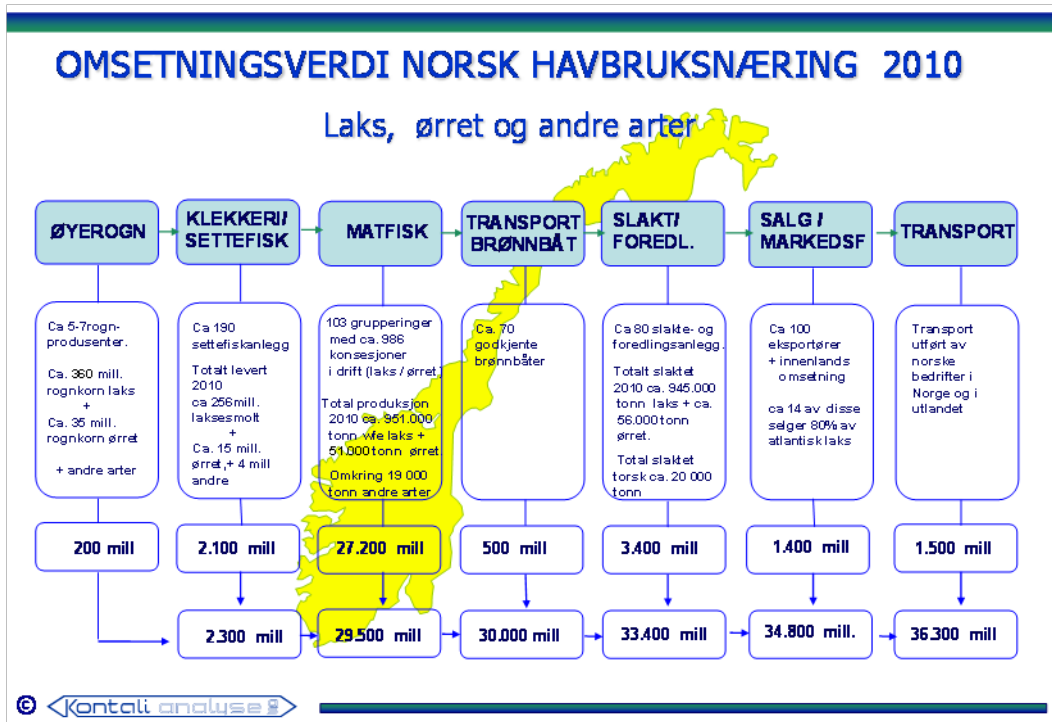 OMSETNINGSVERDI NORSK HAVBRUKSNÆRING 2010
Laks, ørret og andre arter
ØYEROGN
KLEKKERI/
SETTEFISK
MATFISK
TRANSPORT
BRØNNBÅT
SLAKT/
FOREDL.
SALG /
MARKEDSF
TRANSPORT
Ca 5-7rogn-
produsenter.
Ca. 360 mill.
rognkorn laks
+
Ca. 35 mill.
rognkorn ørret
+ andre arter
Ca 190
settefiskanlegg
Totalt levert
2010
ca 256mill.
laksesmolt
+
Ca. 15 mill.
ørret,+ 4 mill
andre
103 grupperinger
med ca. 986
konsesjoner
i drift (laks / ørret.)
Total produksjon
2010 ca. 951.000
tonn wfe laks +
51.000 tonn ørret.
Omkring 19 000
tonn andre arter
Ca. 70
godkjente
brønnbåter
Ca 80 slakte- og
foredlingsanlegg.
Totalt slaktet
2010 ca. 945.000
tonn laks + ca.
56.000 tonn
ørret.
Total slaktet
torsk ca. 20 000
tonn
Ca. 100
eksportører
+ innenlands
omsetning
ca 14 av disse
selger 80% av
atlantisk laks
Transport
utført av
norske
bedrifter i
Norge og i
utlandet
200 mill
2.100 mill
27.200 mill
500 mill
3.400 mill
1.400 mill
1.500 mill
2.300 mill
29.500 mill
30.000 mill
33.400 mill
34.800 mill.
36.300 mill
© Kontali analyse